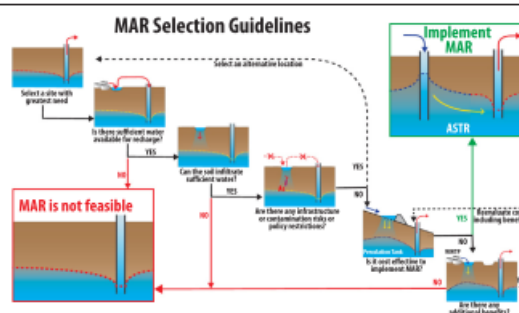 MAR Selection Guidelines
Implement
MAR
ASTR
Select an alternative location
Select a site with
greatest need
Is there sufficient water
available for recharge?
YES
NO
Can the soil infiltrate
sufficient water?
YES
NO
Are there any infrastructure
or contamination risks or
policy restrictions?
YES
NO
Percolation Tank
Is it cost effective to
implement MAR?
YES
NO
Reevaluate
including
WWTP
Are there any
additional benefits?
NO
MAR is not feasible